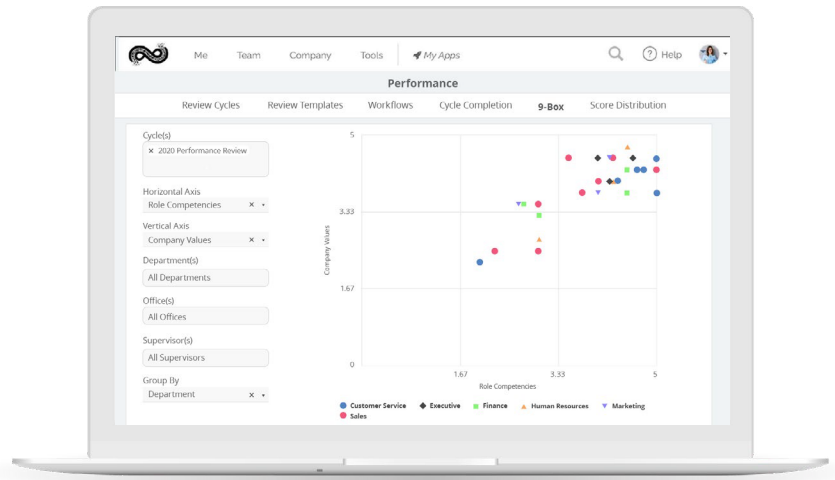 Me Team Company Tools My Apps Help
Performance
Review Cycles Review Templates Workflows Cycle Completion 9-Box Score Distribution
Cycle(s)
× 2020 Performance Review
Horizontal Axis
Role Competencies ×
Vertical Axis
Company Values ×
Department(s)
All Departments
Office(s)
All Offices
Supervisor(s)
All Supervisors
Group By
Department ×
5
3.33
1.67
0
Company Values
1.67 3.33 5
Role Competencies
Customer Service Executive Finance Human Resources Marketing
Sales